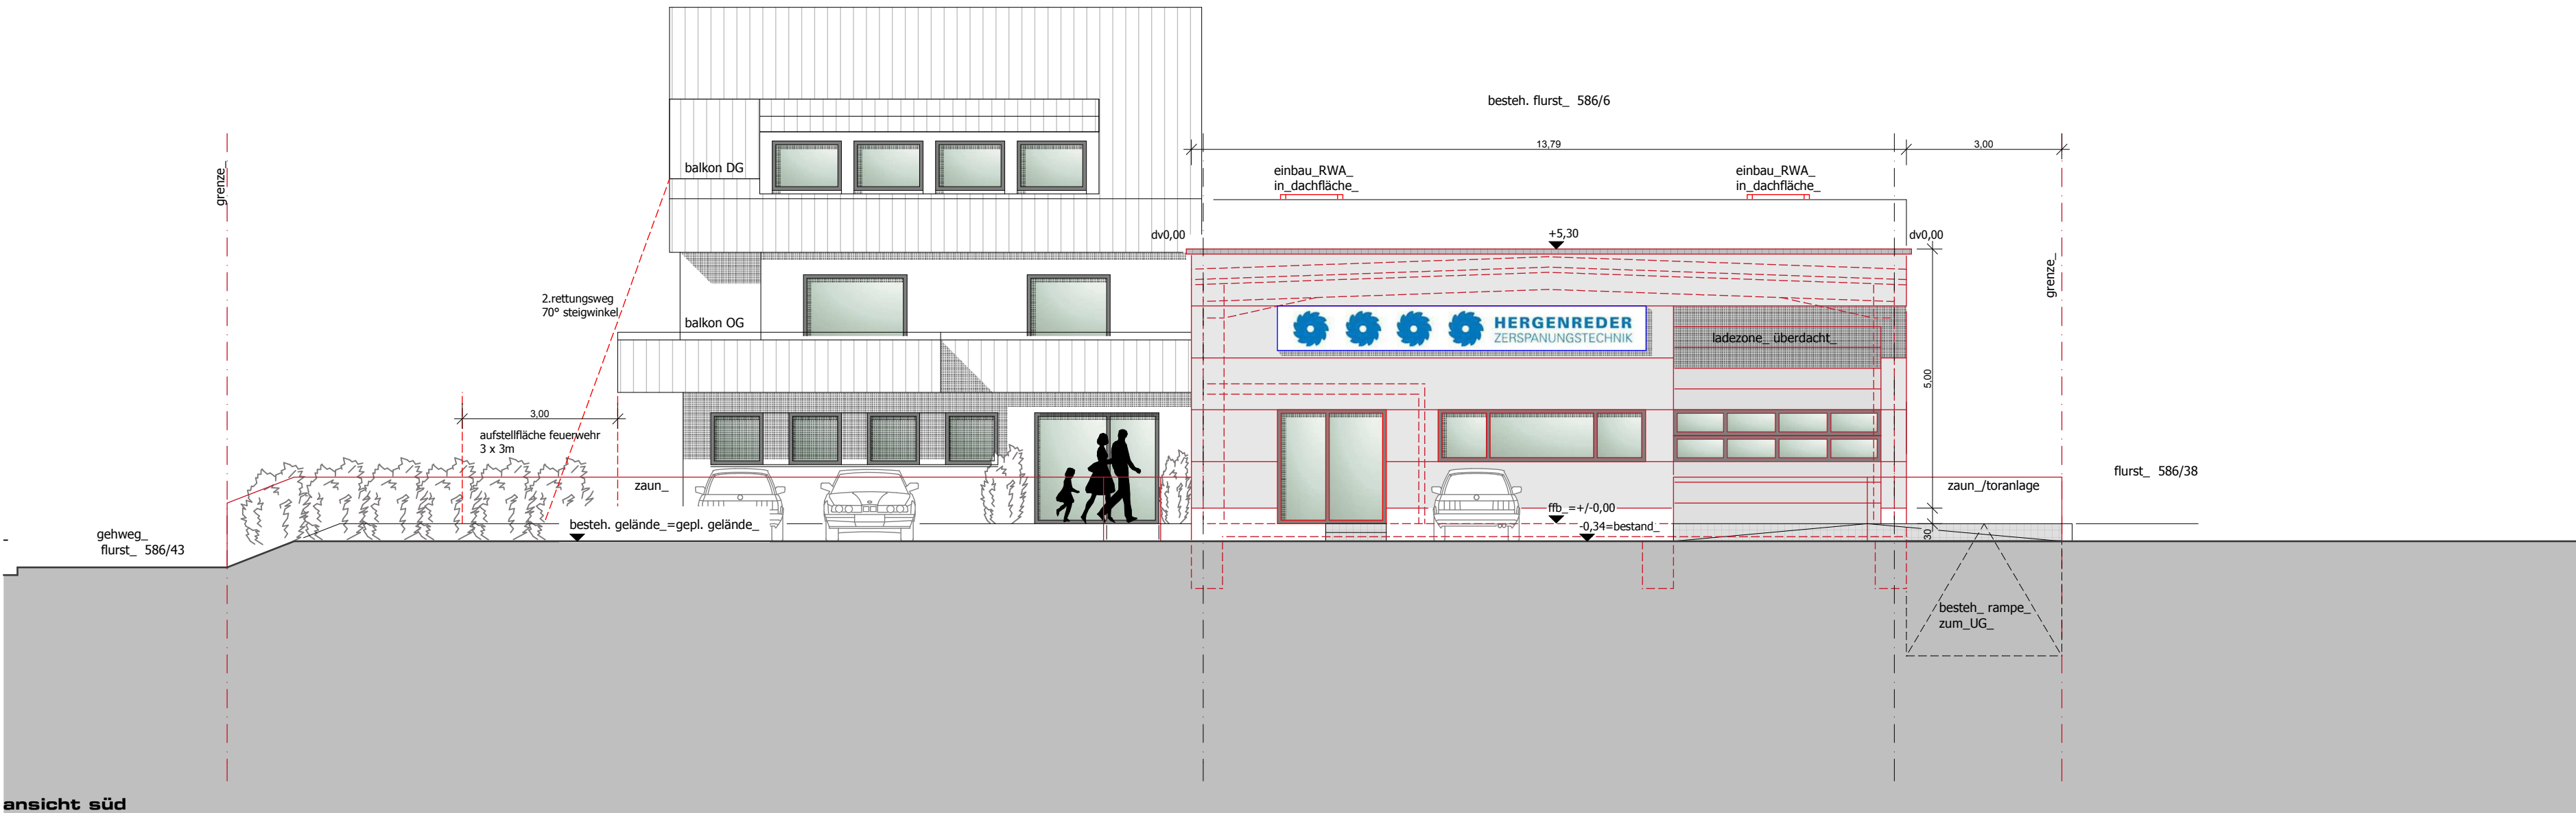 besteh. flurst_ 586/6
13,79
3,00
balkon DG
einbau_RWA_
in_dachfläche_
einbau_RWA_
in_dachfläche_
grenze_
dv0,00
+5,30
dv0,00
grenze_
2.rettungsweg
70° steigwinkel
balkon OG
HERGENREDER
ZERSPANUNGSTECHNIK
ladezone_ überdacht_
5,00
3,00
aufstellfläche feuerwehr
3 x 3m
zaun_
zaun_/toranlage
flurst_ 586/38
ffb_=+/-0,00
besteh. gelände_=gepl. gelände_
-0,34=bestand_
30
gehweg_
flurst_ 586/43
besteh_ rampe_
zum_UG_
ansicht süd